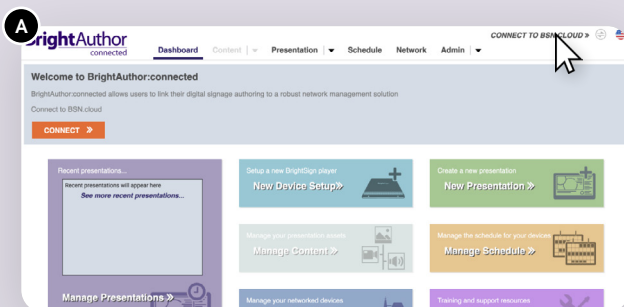 A
BrightAuthor
connected
Dashboard Content Presentation Schedule Network Admin
CONNECT TO BSN.CLOUD »
Welcome to BrightAuthor:connected
BrightAuthor:connected allows users to link their digital signage authoring to a robust network management solution
Connect to BSN.cloud
CONNECT »
Recent presentations...
Recent presentations will appear here
See more recent presentations...
Manage Presentations »
Setup a new BrightSign player
New Device Setup»
Create a new presentation
New Presentation »
Manage your presentation assets
Manage Content »
Manage the schedule for your devices
Manage Schedule »
Manage your networked devices
Training and support resources